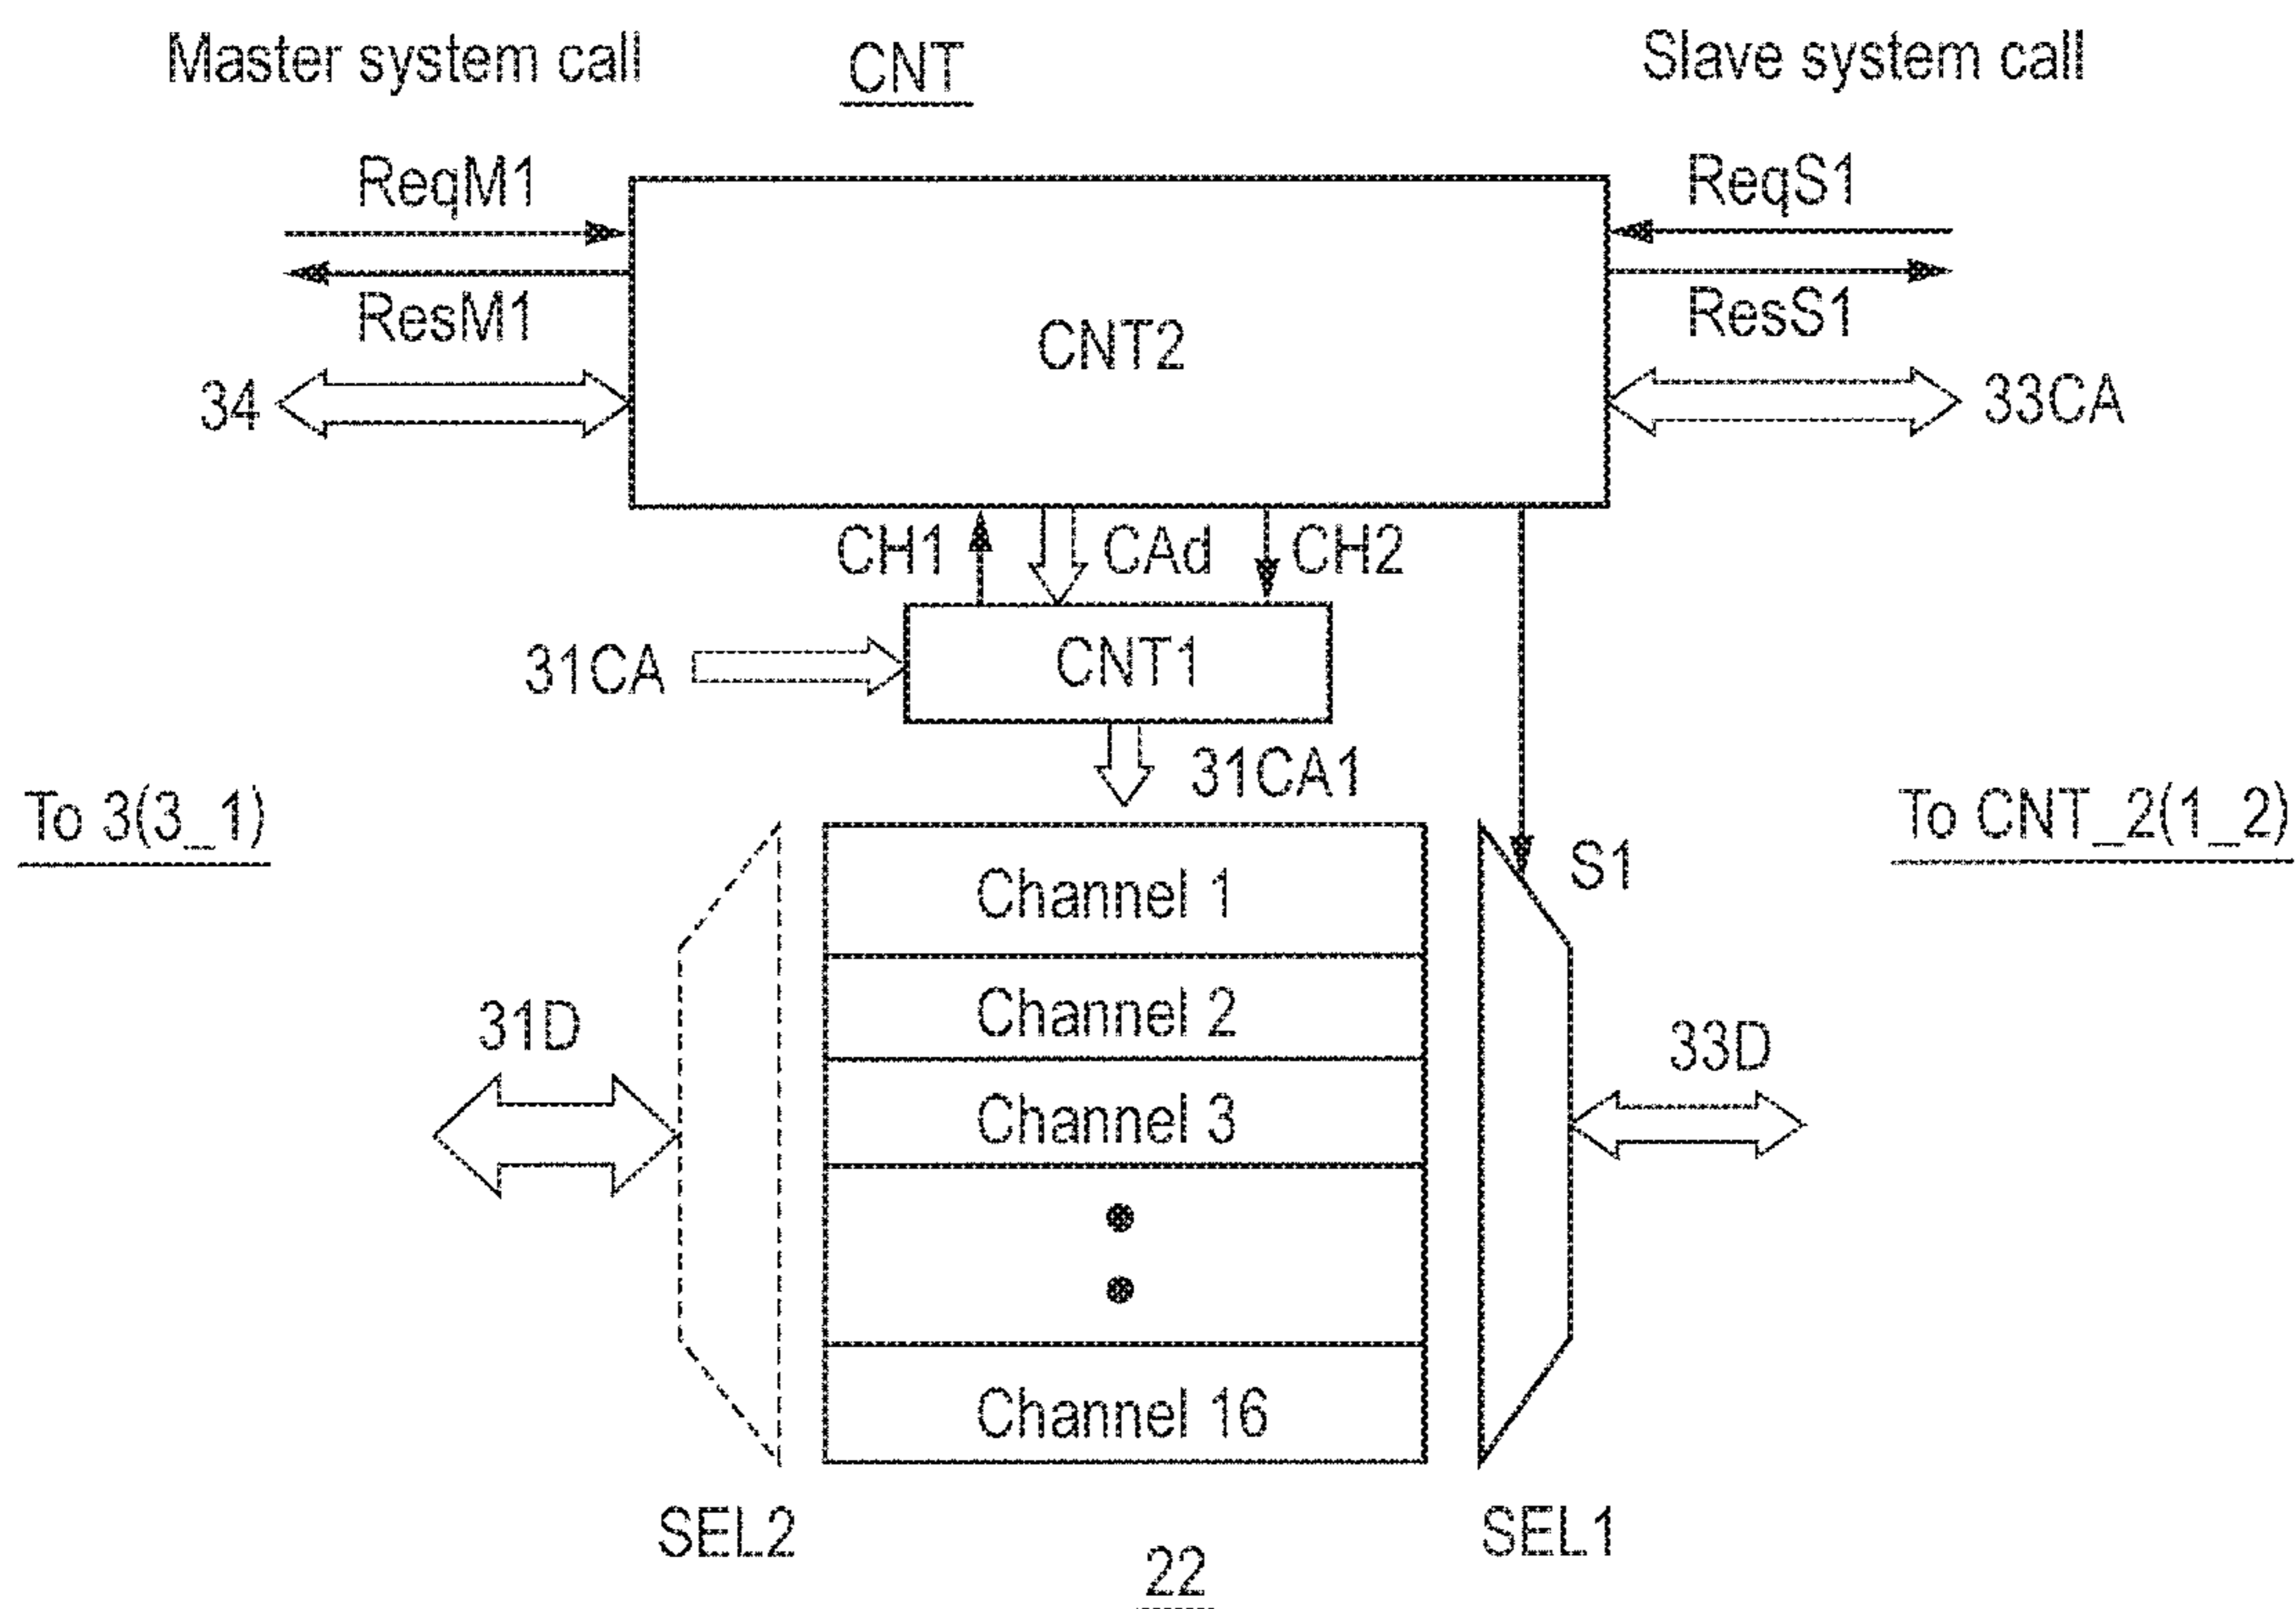 Master system call
CNT
Slave system call
ReqM1
ReqS1
ResM1
ResS1
CNT2
34
33CA
CH1
CAd
CH2
31CA
CNT1
31CA1
To 3(3_1)
To CNT_2(1_2)
S1
Channel 1
Channel 2
31D
33D
Channel 3
Channel 16
SEL2
SEL1
22